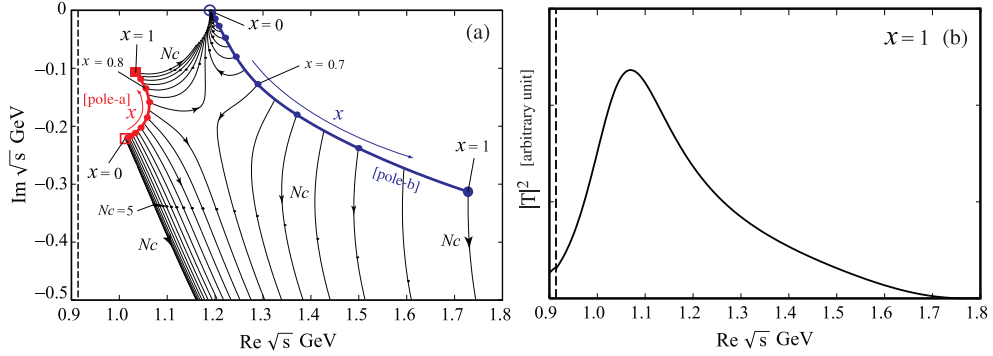 0
−0.1
−0.2
−0.3
−0.4
−0.5
Im √s GeV
0.9 1.0 1.1 1.2 1.3 1.4 1.5 1.6 1.7 1.8
Re √s GeV
(a)
x = 0
x = 1
Nc
x = 0.8
x = 0.7
[pole-a]
x
x
x = 0
x = 1
[pole-b]
Nc
Nc = 5
Nc
Nc
x = 1 (b)
|T|² [arbitrary unit]
0.9 1.0 1.1 1.2 1.3 1.4 1.5 1.6 1.7 1.8
Re √s GeV